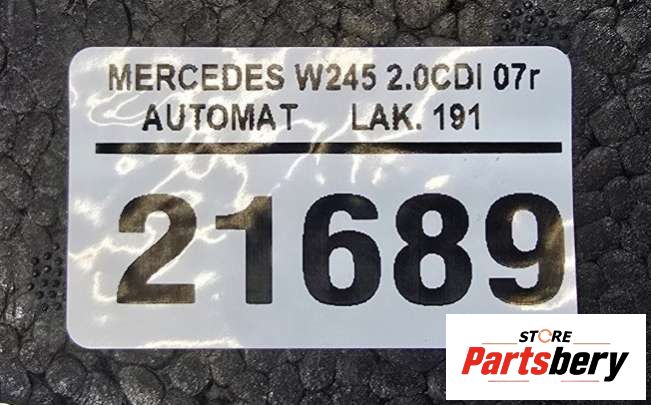 MERCEDES W245 2.0CDI 07r
AUTOMAT LAK. 191
21689
STORE
Partsbery